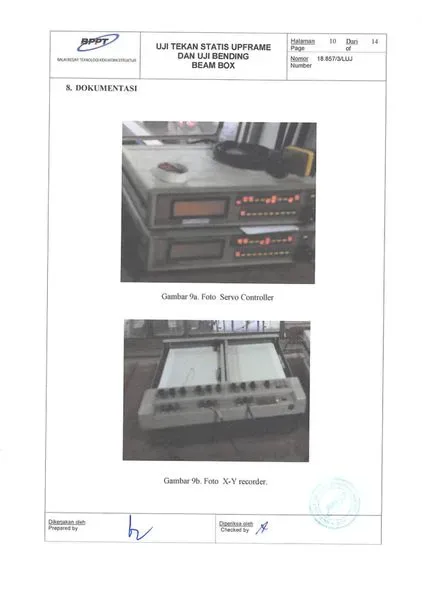 BPPT
BALAI BESAR TEKNOLOGI KEKUATAN STRUKTUR
UJI TEKAN STATIS UPFRAME
DAN UJI BENDING
BEAM BOX
Halaman 10 Dari 14
Page of
Nomor 18.857/3/LUJ
Number
8. DOKUMENTASI
Gambar 9a. Foto Servo Controller
Gambar 9b. Foto X-Y recorder.
Dikerjakan oleh
Prepared by
Diperiksa oleh
Checked by